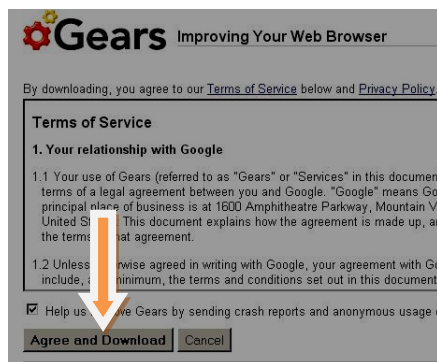 Gears Improving Your Web Browser
By downloading, you agree to our Terms of Service below and Privacy Policy.
Terms of Service
1. Your relationship with Google
1.1 Your use of Gears (referred to as "Gears" or "Services" in this documen
terms of a legal agreement between you and Google. "Google" means Go
principal place of business is at 1600 Amphitheatre Parkway, Mountain V
United This document explains how the agreement is made up, a
the terms that agreement.
1.2 Unless otherwise agreed in writing with Google, your agreement with Go
include, minimum, the terms and conditions set out in this document
Help us Gears by sending crash reports and anonymous usage
Agree and Download Cancel